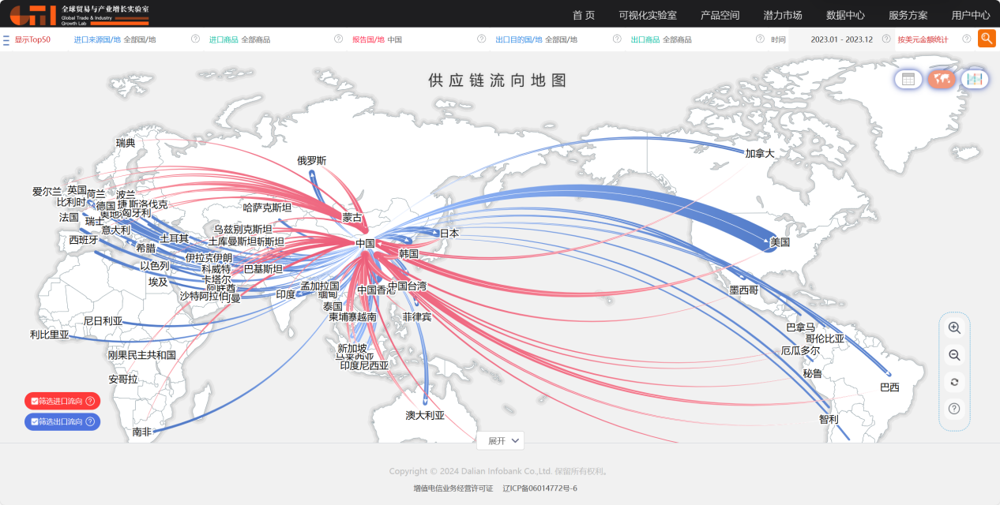 GTI 全球贸易与产业增长实验室
Global Trade & Industry
Growth Lab
首 页 可视化实验室 产品空间 潜力市场 数据中心 服务方案 用户中心
显示Top50 进口来源国/地 全部国/地 进口商品 全部商品 报告国/地 中国 出口目的国/地 全部国/地 出口商品 全部商品 时间 2023.01 - 2023.12 按美元金额统计
供应链流向地图
瑞典
俄罗斯
加拿大
爱尔兰 英国 荷兰 波兰
比利时 德国 捷 斯洛伐克
法国 瑞士 奥地 匈牙利
哈萨克斯坦
蒙古
意大利
乌兹别克斯坦
西班牙 土耳其
土库曼斯坦
日本
中国
美国
希腊
伊拉克 伊朗
韩国
以色列 科威特 巴基斯坦
埃及 卡塔尔
孟加拉国 中国香港 中国台湾
墨西哥
沙特阿拉伯 阿曼
印度 缅甸
泰国
尼日利亚
柬埔寨 越南 菲律宾
巴拿马
利比里亚
哥伦比亚
厄瓜多尔
刚果民主共和国
新加坡
马来西亚
印度尼西亚
秘鲁
安哥拉
巴西
筛选进口流向
筛选出口流向
澳大利亚
智利
南非
展开
Copyright © 2024 Dalian Infobank Co.,Ltd. 保留所有权利。
增值电信业务经营许可证 辽ICP备06014772号-6